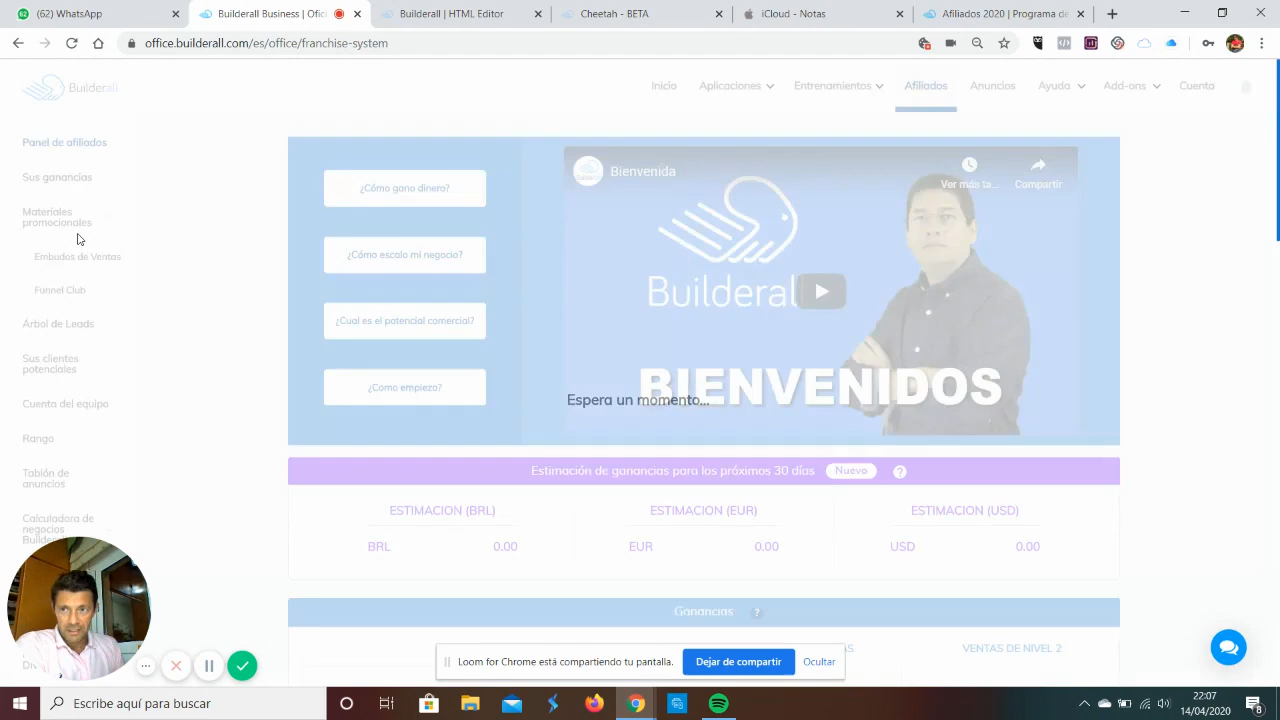 62
WhatsApp
Builderall Business | Ofic
HTML Editor
Cheetah - BETA
iCloud - Notas
Afiliados 2020 | Programa de
office.builderall.com/es/office/franchise-system
Builderall
Inicio
Aplicaciones
Entrenamientos
Afiliados
Anuncios
Ayuda
Add-ons
Cuenta
Panel de afiliados
Sus ganancias
Materiales
promocionales
Embudos de Ventas
Funnel Club
Árbol de Leads
Sus clientes
potenciales
Cuenta del equipo
Rango
Tablón de
anuncios
Calculadora de
negocios
¿Cómo gano dinero?
¿Cómo escalo mi negocio?
¿Cual es el potencial comercial?
¿Como empiezo?
Bienvenida
Ver más ta...
Compartir
Builderall
BIENVENIDOS
Espera un momento...
Estimación de ganancias para los próximos 30 días
Nuevo
?
ESTIMACION (BRL)
ESTIMACION (EUR)
ESTIMACION (USD)
BRL
0.00
EUR
0.00
USD
0.00
Ganancias
?
VENTAS DE NIVEL 2
Loom for Chrome está compartiendo tu pantalla.
Dejar de compartir
Ocultar
Escribe aquí para buscar
22:07
14/04/2020
8